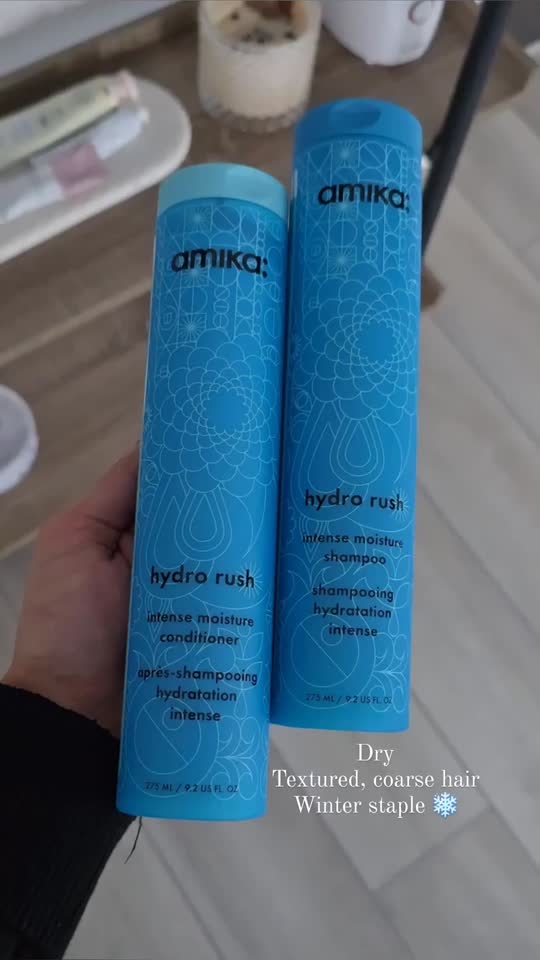 amika:
hydro rush
intense moisture
conditioner
après-shampooing
hydratation
intense
275 ML / 9.2 US FL. OZ
amika:
hydro rush
intense moisture
shampoo
shampooing
hydratation
intense
275 ML / 9.2 US FL. OZ
Dry
Textured, coarse hair
Winter staple ❄️